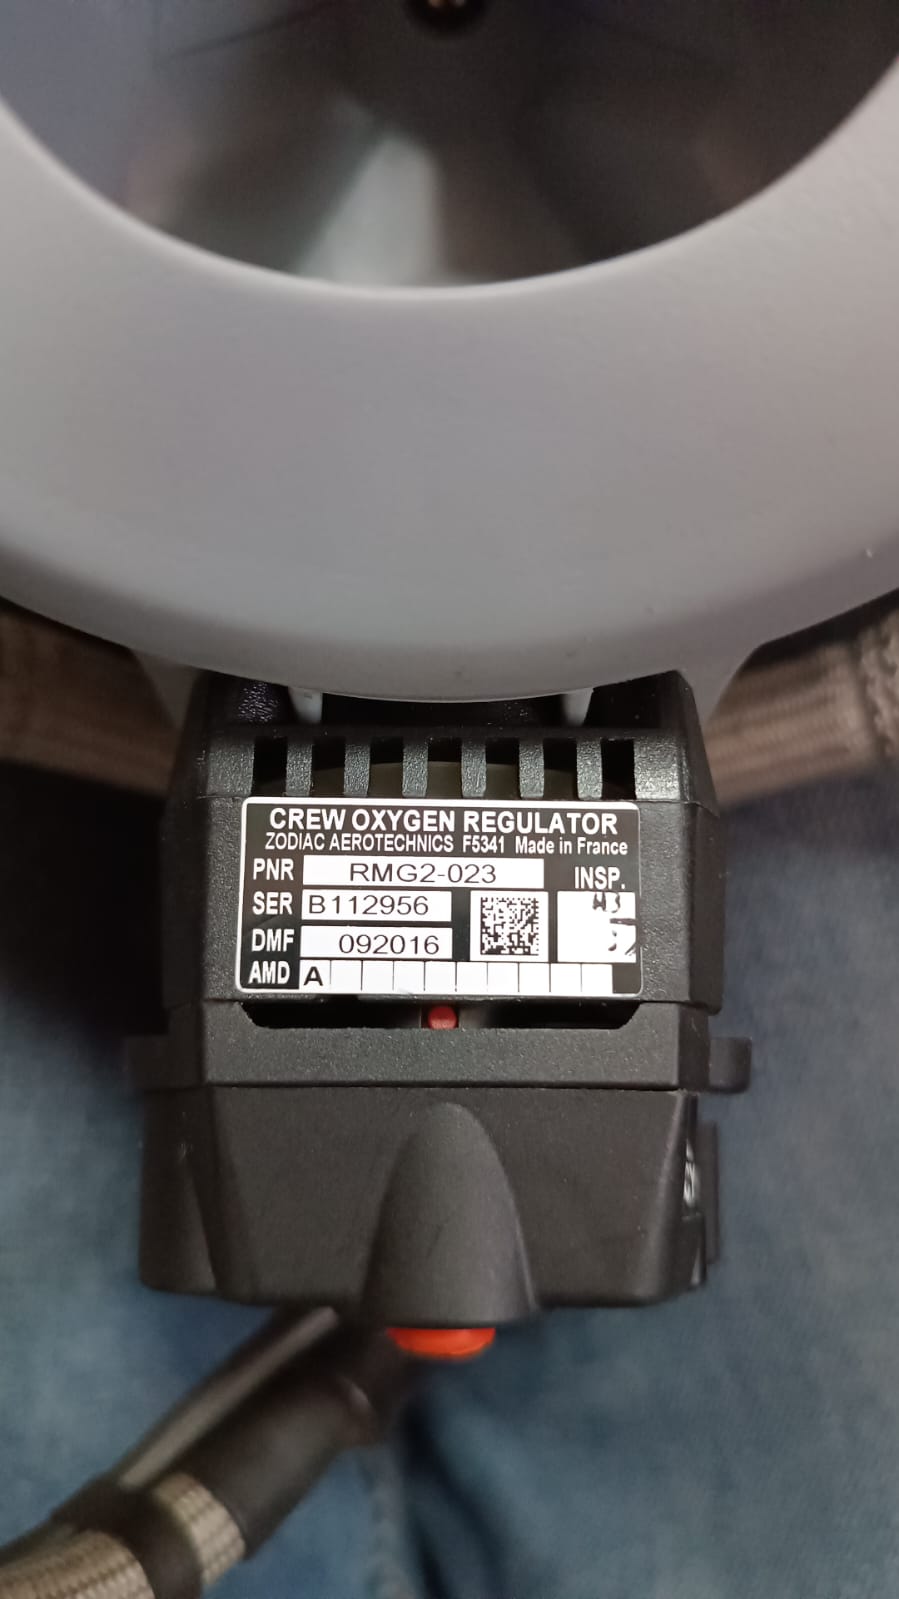 CREW OXYGEN REGULATOR
ZODIAC AEROTECHNICS F5341 Made in France
PNR RMG2-023 INSP.
SER B112956
DMF 092016
AMD A